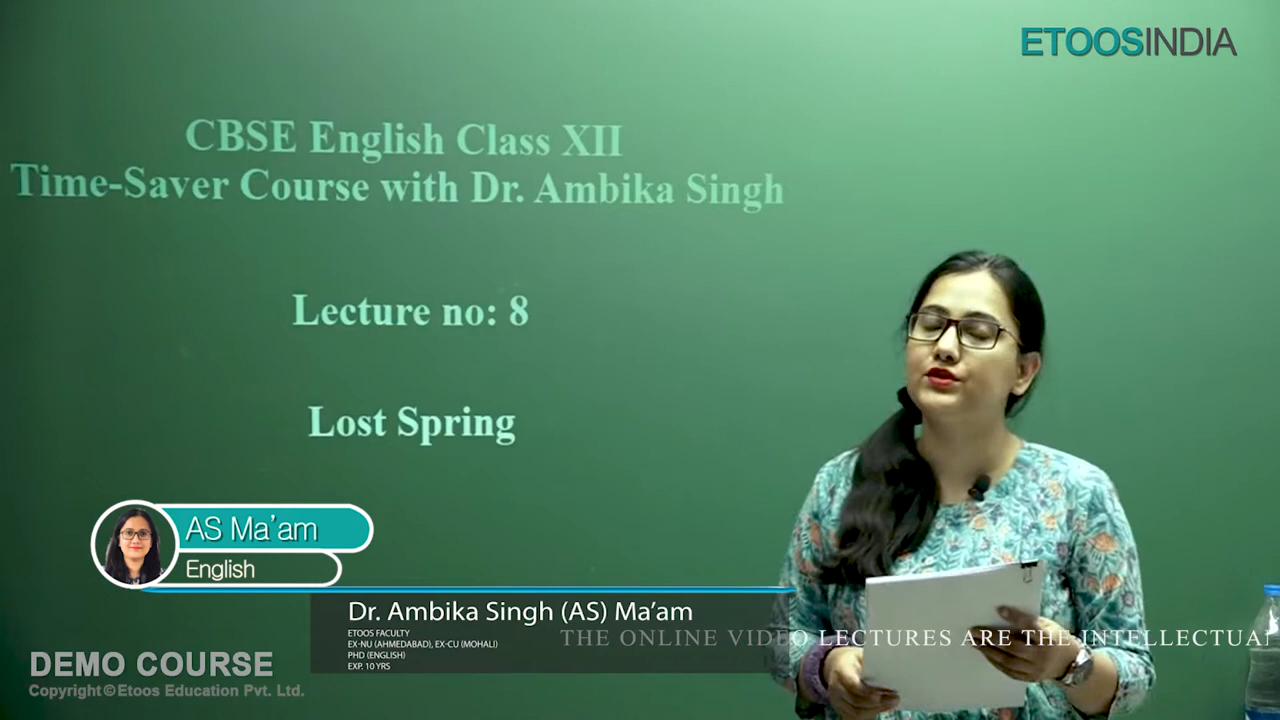 ETOOSINDIA
CBSE English Class XII
Time-Saver Course with Dr. Ambika Singh
Lecture no: 8
Lost Spring
AS Ma'am
English
Dr. Ambika Singh (AS) Ma'am
ETOOS FACULTY
EX-NU (AHMEDABAD), EX-CU (MOHALI)
PHD (ENGLISH)
EXP. 10 YRS
THE ONLINE VIDEO LECTURES ARE THE INTELLECTUAL
DEMO COURSE
Copyright © Etoos Education Pvt. Ltd.